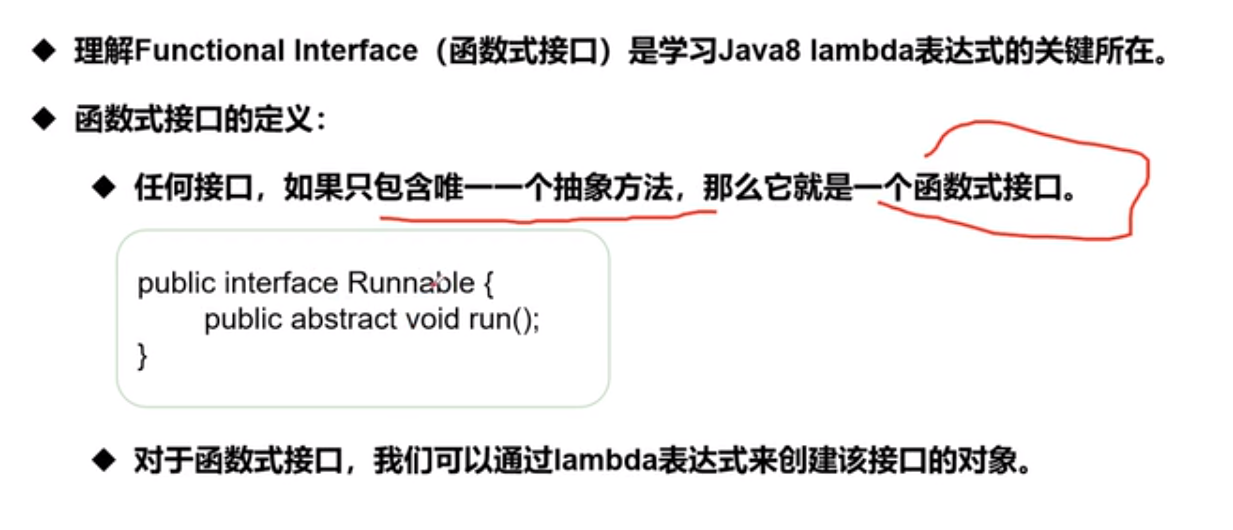 ◆ 理解Functional Interface（函数式接口）是学习Java8 lambda表达式的关键所在。
◆ 函数式接口的定义：
◆ 任何接口，如果只包含唯一一个抽象方法，那么它就是一个函数式接口。
public interface Runnable {
public abstract void run();
}
◆ 对于函数式接口，我们可以通过lambda表达式来创建该接口的对象。